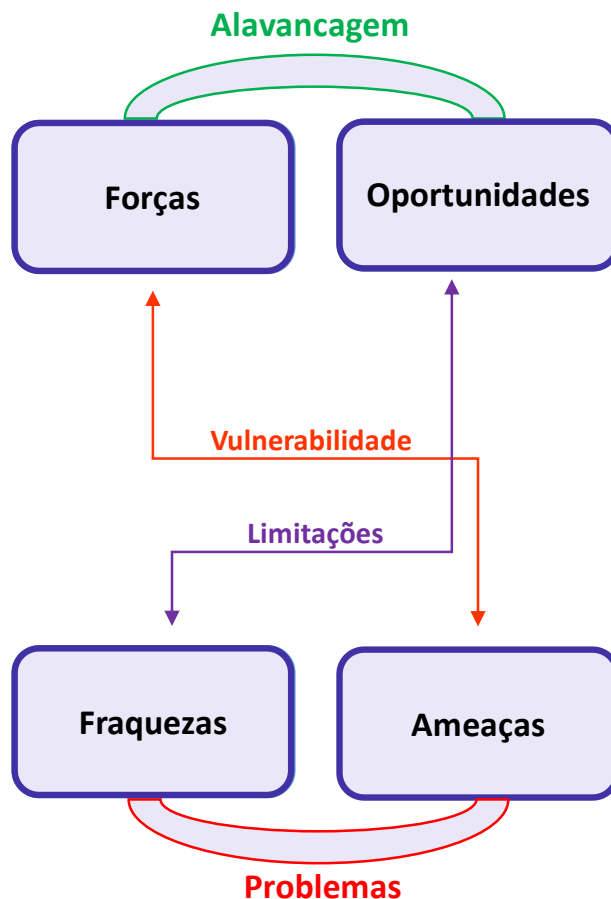 Alavancagem
Forças
Oportunidades
Vulnerabilidade
Limitações
Fraquezas
Ameaças
Problemas